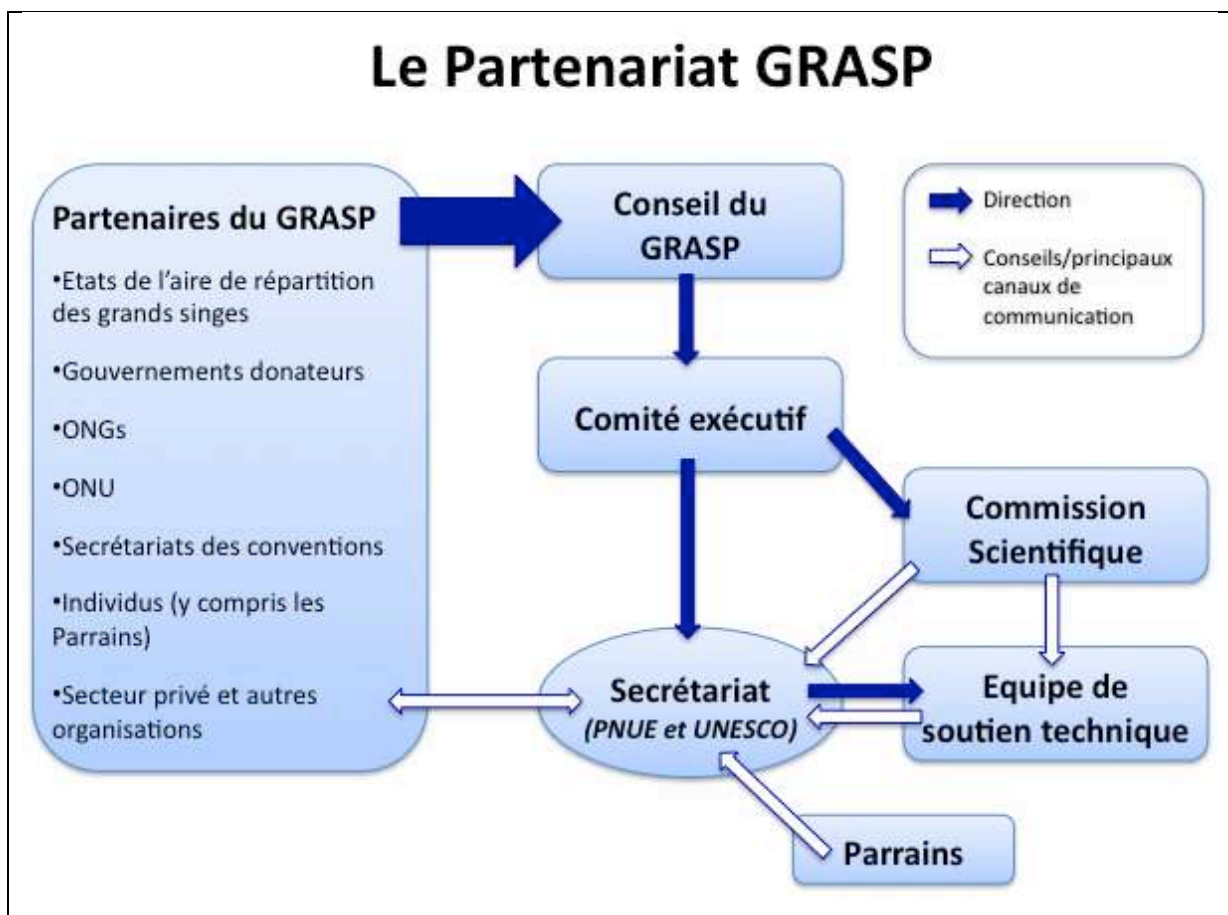 Le Partenariat GRASP
Partenaires du GRASP
•Etats de l'aire de répartition
des grands singes
•Gouvernements donateurs
•ONGs
•ONU
•Secrétariats des conventions
•Individus (y compris les
Parrains)
•Secteur privé et autres
organisations
Conseil du
GRASP
Direction
Conseils/principaux
canaux de
communication
Comité exécutif
Commission
Scientifique
Secrétariat
(PNUE et UNESCO)
Equipe de
soutien technique
Parrains